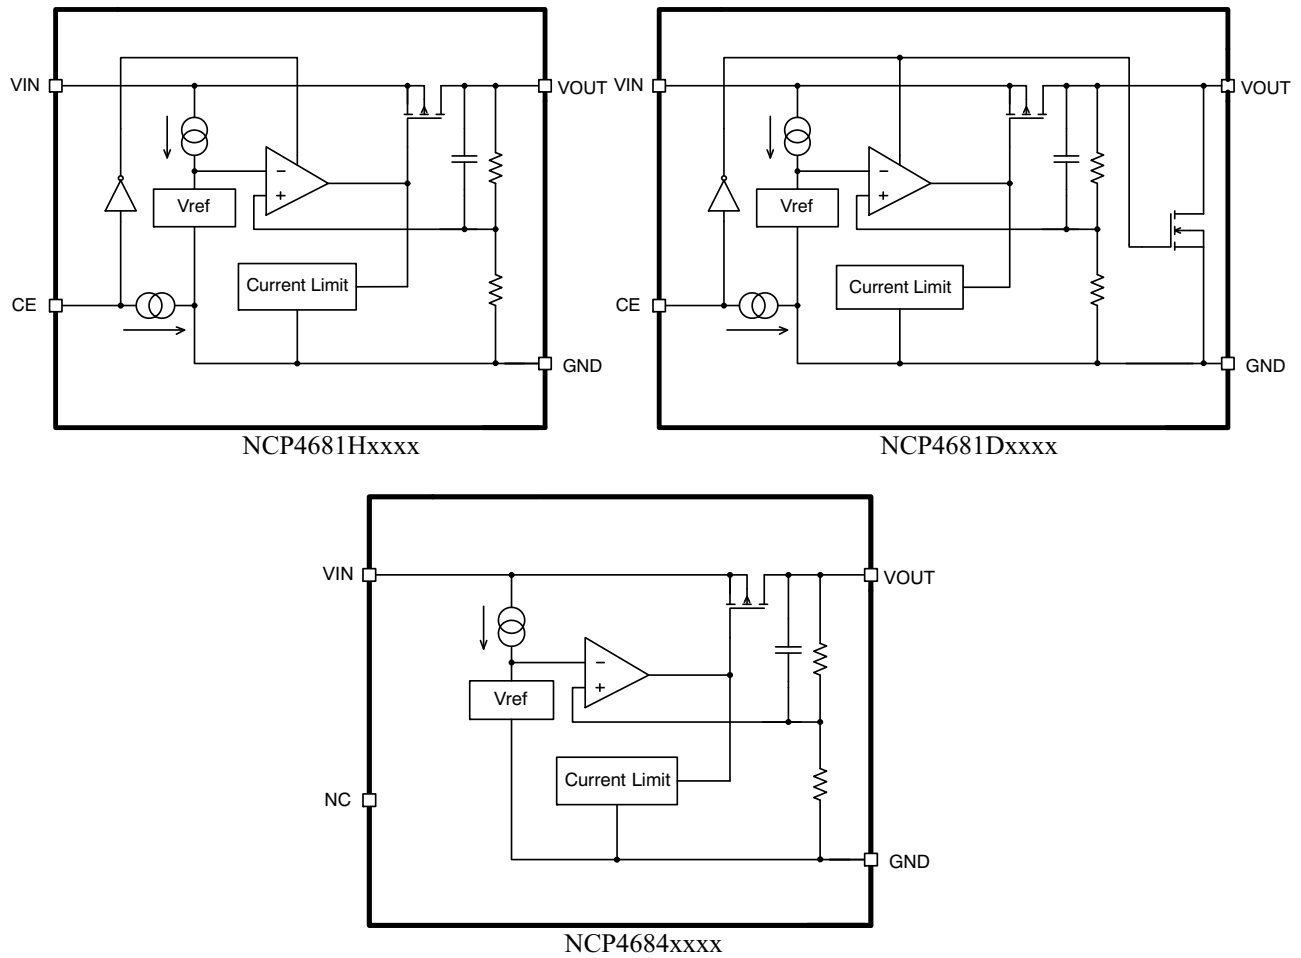 VIN
VOUT
−
+
Vref
Current Limit
CE
GND
NCP4681Hxxxx
VIN
VOUT
−
+
Vref
Current Limit
CE
GND
NCP4681Dxxxx
VIN
VOUT
−
+
Vref
Current Limit
NC
GND
NCP4684xxxx